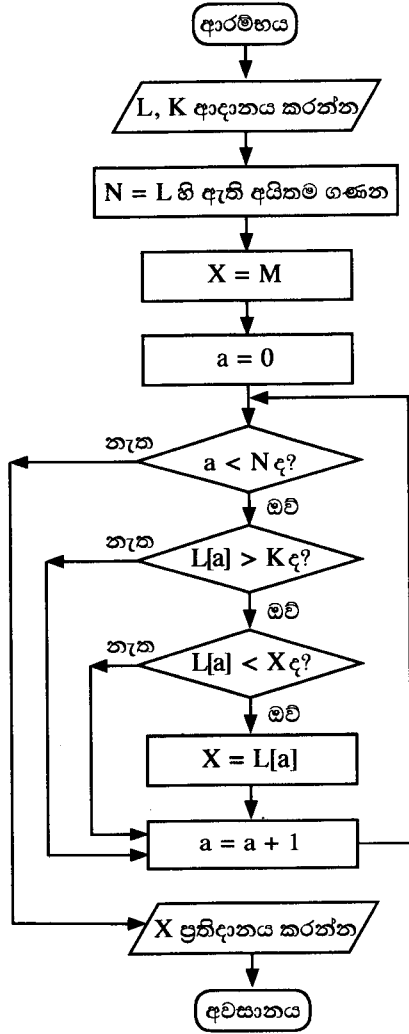 ආරම්භය
L, K ආදානය කරන්න
N = L හි ඇති අයිතම ගණන
X = M
a = 0
නැත
a < N ද?
ඔව්
නැත
L[a] > K ද?
ඔව්
නැත
L[a] < X ද?
ඔව්
X = L[a]
a = a + 1
X ප්‍රතිදානය කරන්න
අවසානය